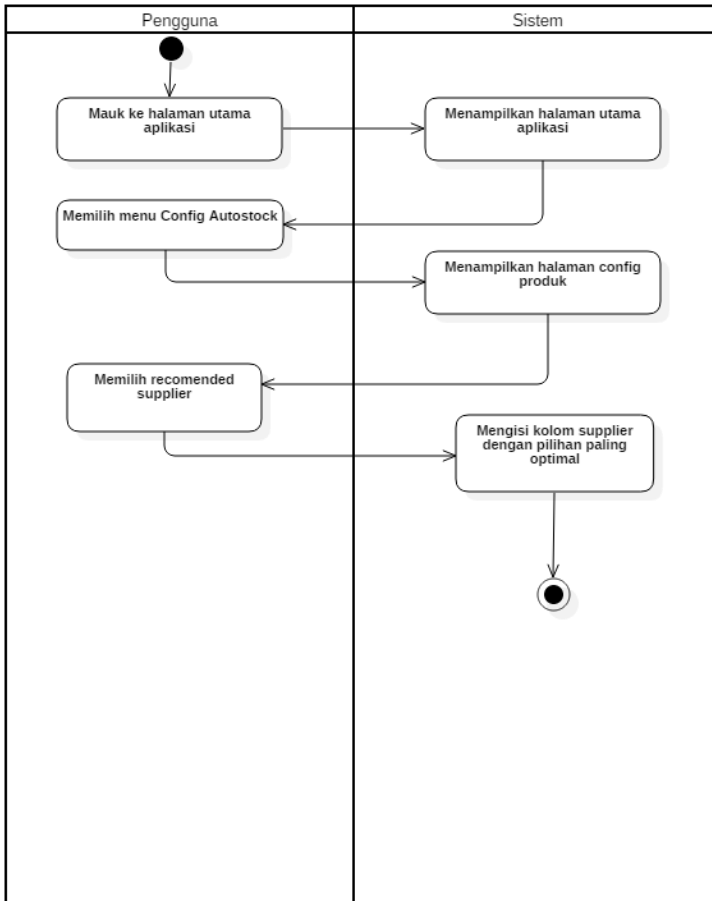 Pengguna
Sistem
Mauk ke halaman utama
aplikasi
Menampilkan halaman utama
aplikasi
Memilih menu Config Autostock
Menampilkan halaman config
produk
Memilih recomended
supplier
Mengisi kolom supplier
dengan pilihan paling
optimal